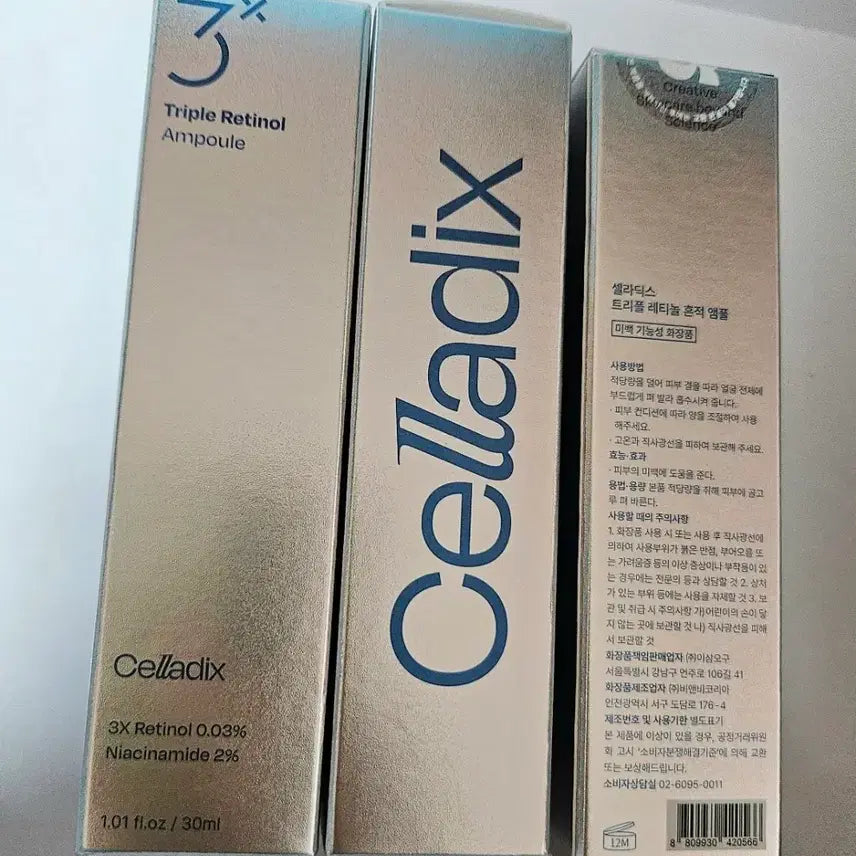 3x
Triple Retinol
Ampoule
Celladix
3X Retinol 0.03%
Niacinamide 2%
1.01 fl.oz / 30ml
Celladix
Creative
Skincare beyond
Science
셀라딕스
트리플 레티놀 흔적 앰플
미백 기능성 화장품
사용방법
적당량을 덜어 피부 결을 따라 얼굴 전체에
부드럽게 펴 발라 흡수시켜 줍니다.
· 피부 컨디션에 따라 양을 조절하여 사용
해주세요.
· 고온과 직사광선을 피하여 보관해 주세요.
효능·효과
· 피부의 미백에 도움을 준다.
용법·용량 본품 적당량을 취해 피부에 골고
루 펴 바른다.
사용할 때의 주의사항
1. 화장품 사용 시 또는 사용 후 직사광선에
의하여 사용부위가 붉은 반점, 부어오름 또
는 가려움증 등의 이상 증상이나 부작용이 있
는 경우에는 전문의 등과 상담할 것 2. 상처
가 있는 부위 등에는 사용을 자제할 것 3. 보
관 및 취급 시 주의사항 가)어린이의 손이 닿
지 않는 곳에 보관할 것 나) 직사광선을 피해
서 보관할 것
화장품책임판매업자 (주)이삼오구
서울특별시 강남구 언주로 106길 41
화장품제조업자 (주)비앤비코리아
인천광역시 서구 도담로 176-4
제조번호 및 사용기한 별도표기
본 제품에 이상이 있을 경우, 공정거래위원
회 고시 '소비자분쟁해결기준'에 의해 교환
또는 보상해드립니다.
소비자상담실 02-6095-0011
12M
8 809930 420566